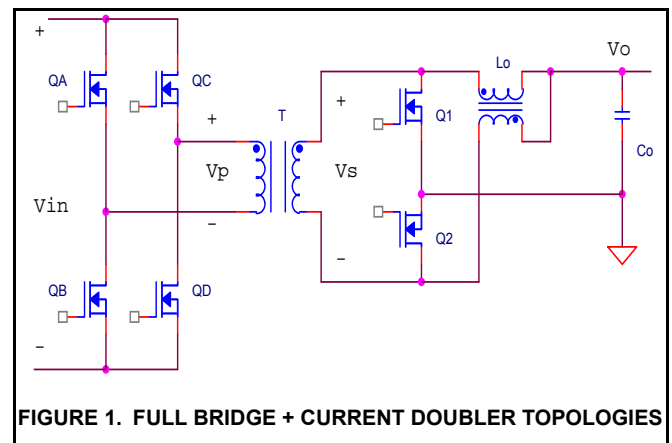 +
QA
QC
Lo
Vo
+
T
+
Q1
Vp
Vs
Co
Vin
−
Q2
−
QB
QD
−
FIGURE 1. FULL BRIDGE + CURRENT DOUBLER TOPOLOGIES